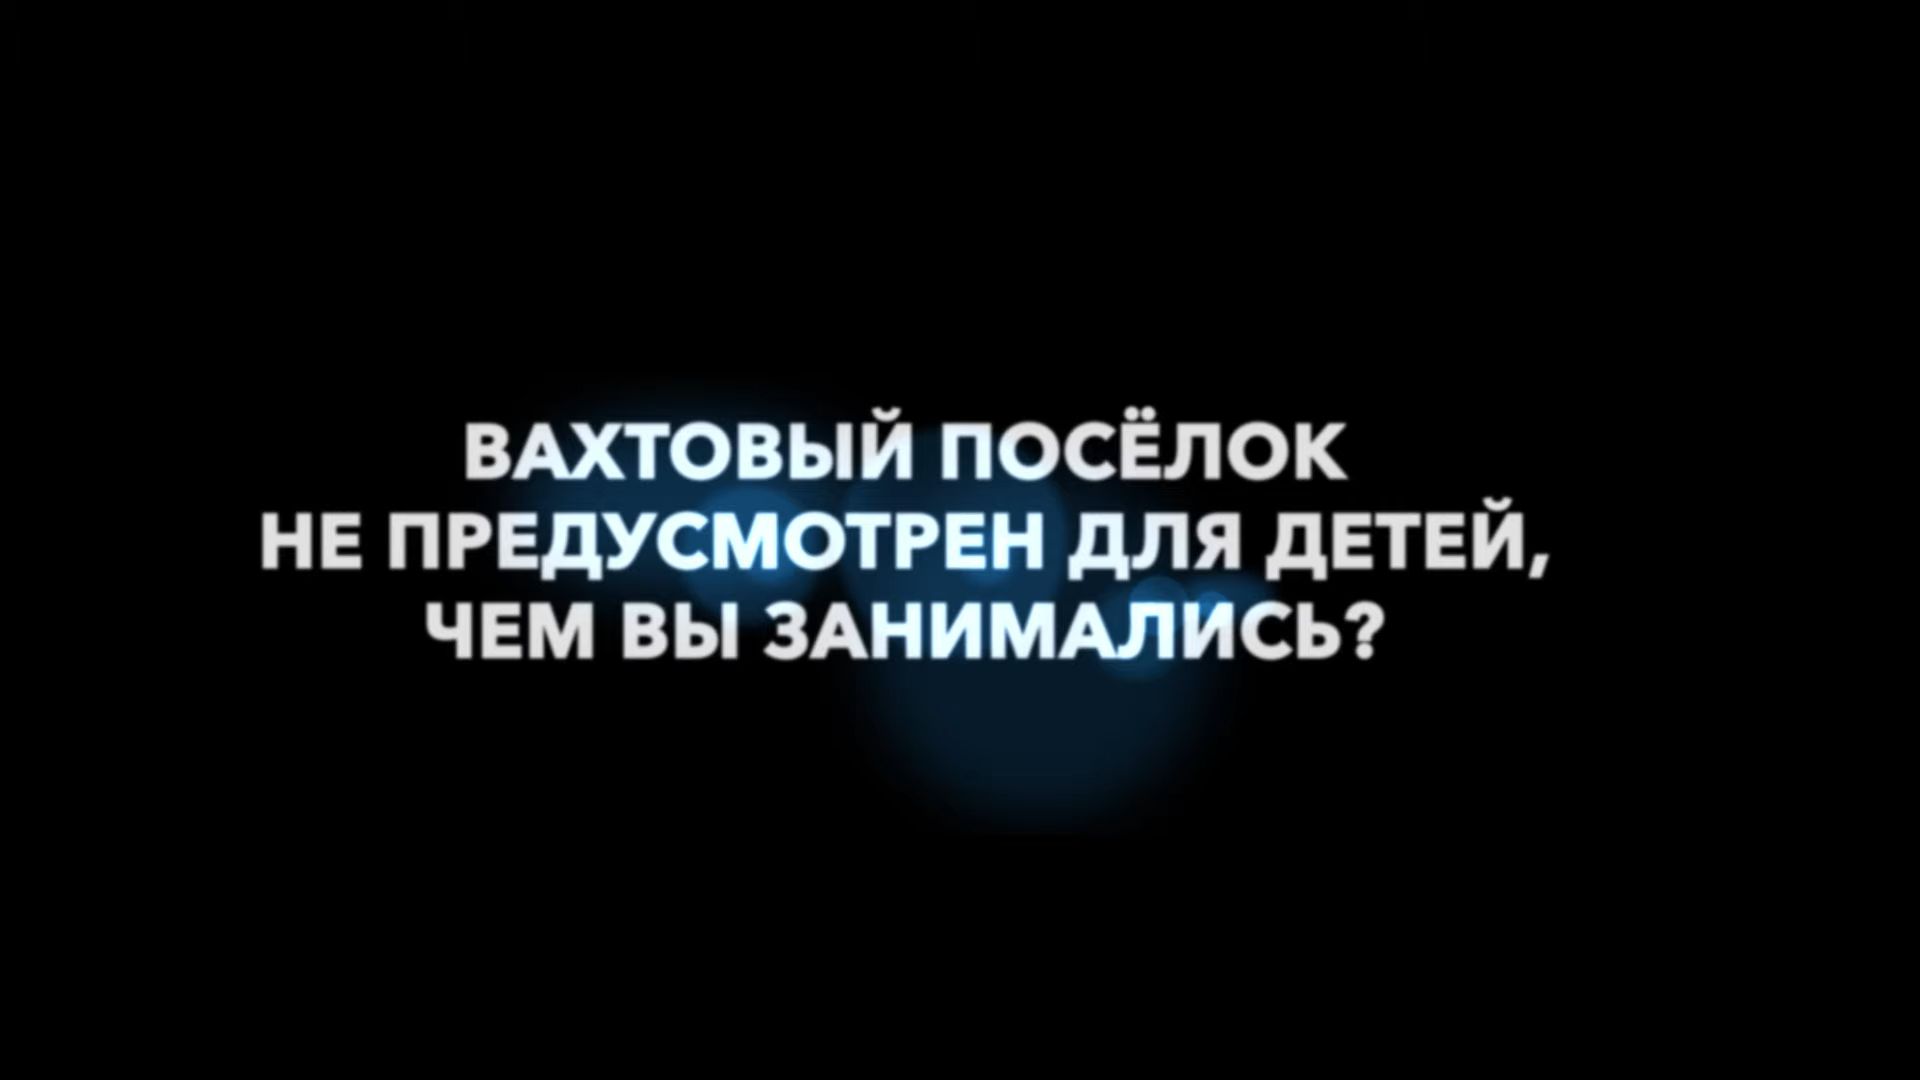 ВАХТОВЫЙ ПОСЁЛОК
НЕ ПРЕДУСМОТРЕН ДЛЯ ДЕТЕЙ,
ЧЕМ ВЫ ЗАНИМАЛИСЬ?